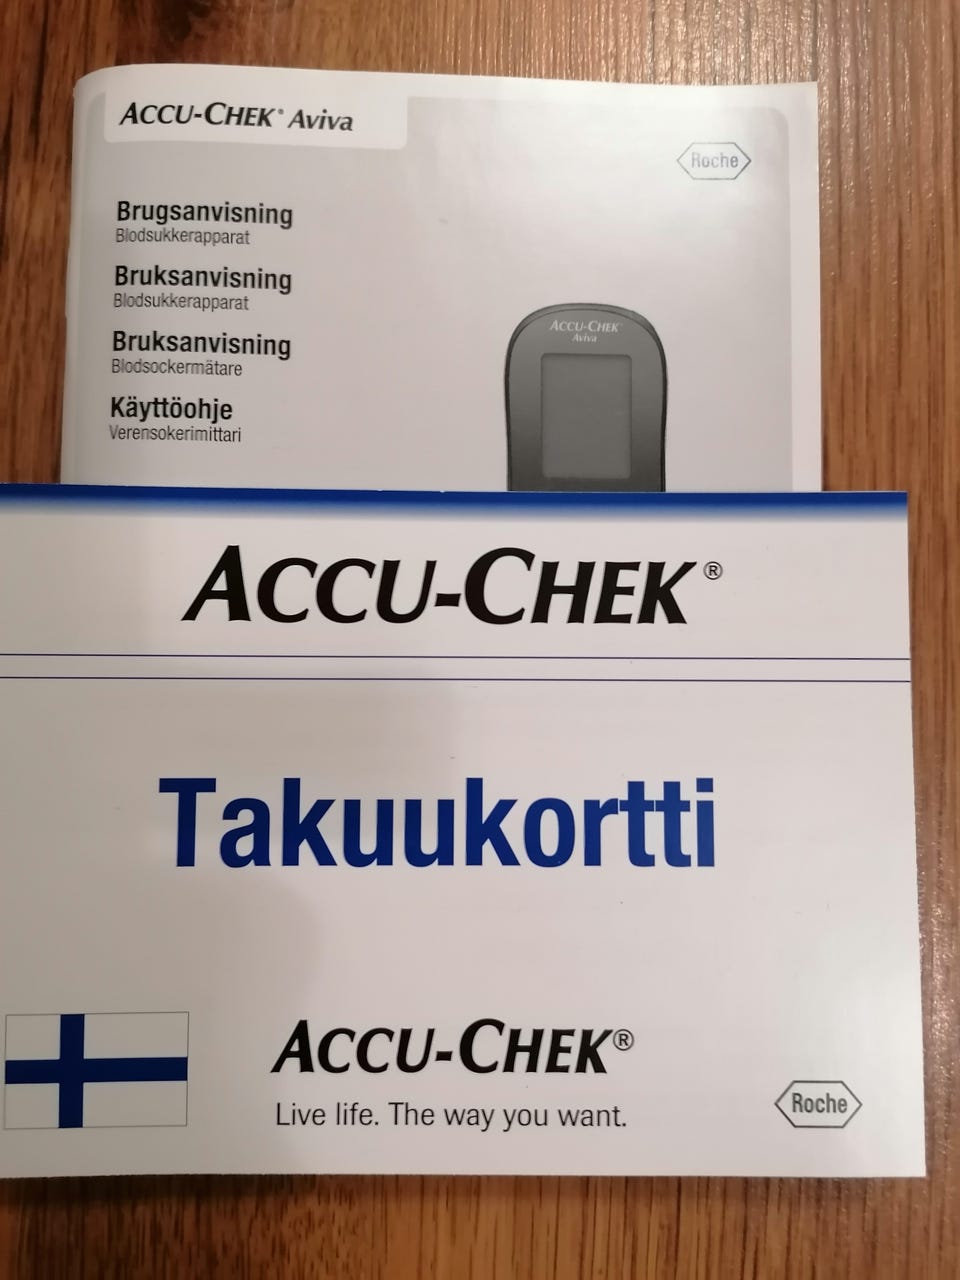 ACCU-CHEK® Aviva
Roche
Brugsanvisning
Blodsukkerapparat
Bruksanvisning
Blodsukkerapparat
Bruksanvisning
Blodsockermätare
Käyttöohje
Verensokerimittari
ACCU-CHEK®
Aviva
ACCU-CHEK®
Takuukortti
ACCU-CHEK®
Live life. The way you want.
Roche